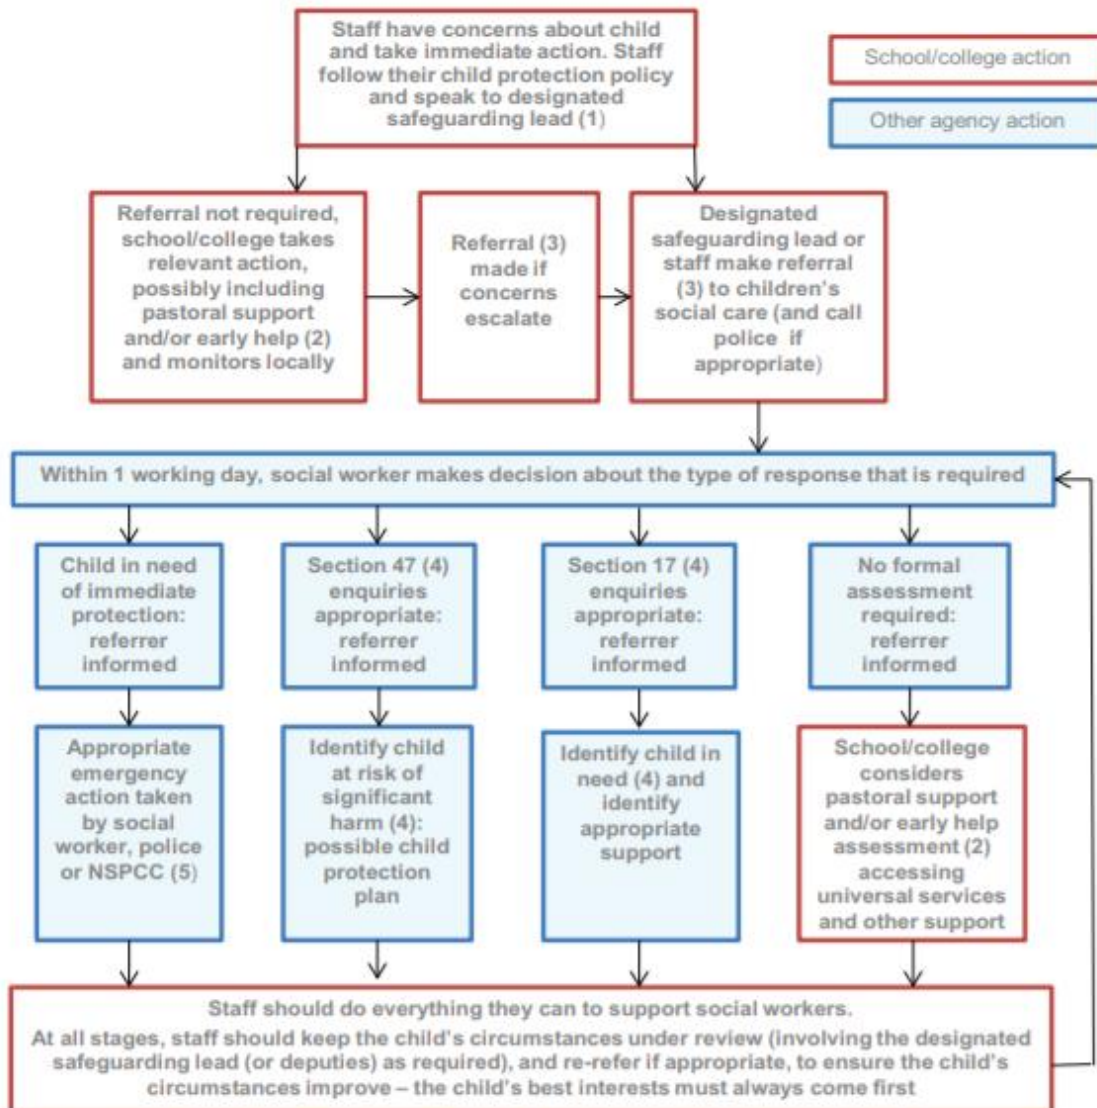 Staff have concerns about child
and take immediate action. Staff
follow their child protection policy
and speak to designated
safeguarding lead (1)
School/college action
Other agency action
Referral not required,
school/college takes
relevant action,
possibly including
pastoral support
and/or early help (2)
and monitors locally
Referral (3)
made if
concerns
escalate
Designated
safeguarding lead or
staff make referral
(3) to children's
social care (and call
police if
appropriate)
Within 1 working day, social worker makes decision about the type of response that is required
Child in need
of immediate
protection:
referrer
informed
Section 47 (4)
enquiries
appropriate:
referrer
informed
Section 17 (4)
enquiries
appropriate:
referrer
informed
No formal
assessment
required:
referrer
informed
Appropriate
emergency
action taken
by social
worker, police
or NSPCC (5)
Identify child
at risk of
significant
harm (4):
possible child
protection
plan
Identify child in
need (4) and
identify
appropriate
support
School/college
considers
pastoral support
and/or early help
assessment (2)
accessing
universal services
and other support
Staff should do everything they can to support social workers.
At all stages, staff should keep the child's circumstances under review (involving the designated
safeguarding lead (or deputies) as required), and re-refer if appropriate, to ensure the child's
circumstances improve – the child's best interests must always come first